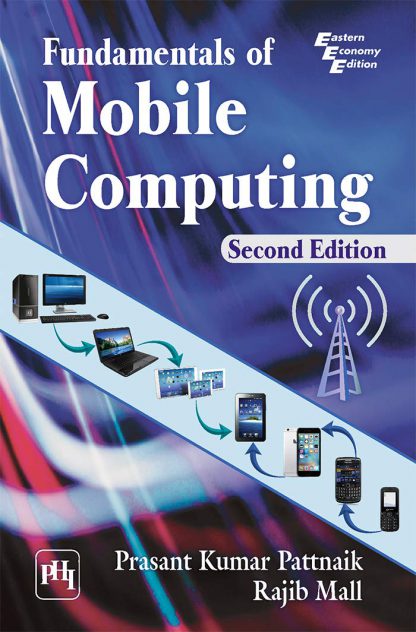 Fundamentals of
Mobile
Computing
Eastern
Economy
Edition
Second Edition
Prasant Kumar Pattnaik
Rajib Mall
PHI